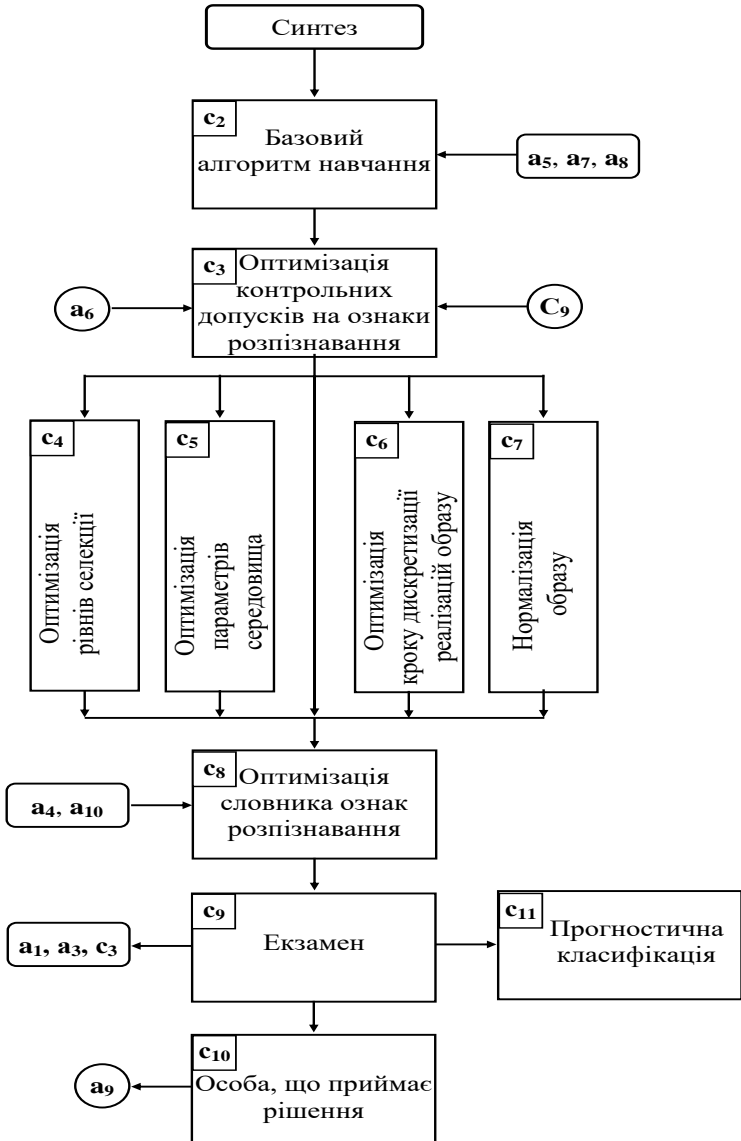 Синтез
c2
Базовий
алгоритм навчання
a5, a7, a8
c3
Оптимізація
контрольних
допусків на ознаки
розпізнавання
a6
C9
c4
Оптимізація
рівнів селекції
c5
Оптимізація
параметрів
середовища
c6
Оптимізація
кроку дискретизації
реалізацій образу
c7
Нормалізація
образу
c8
Оптимізація
словника ознак
розпізнавання
a4, a10
c9
Екзамен
a1, a3, c3
c11
Прогностична
класифікація
c10
Особа, що приймає
рішення
a9